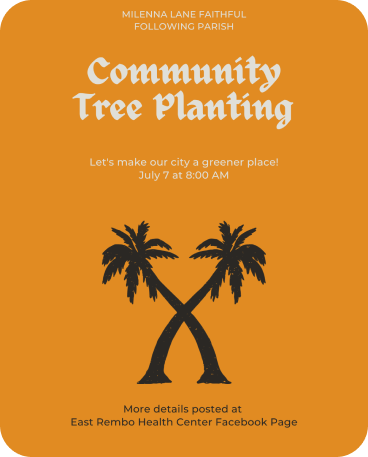 MILENNA LANE FAITHFUL
FOLLOWING PARISH
Community
Tree Planting
Let's make our city a greener place!
July 7 at 8:00 AM
More details posted at
East Rembo Health Center Facebook Page